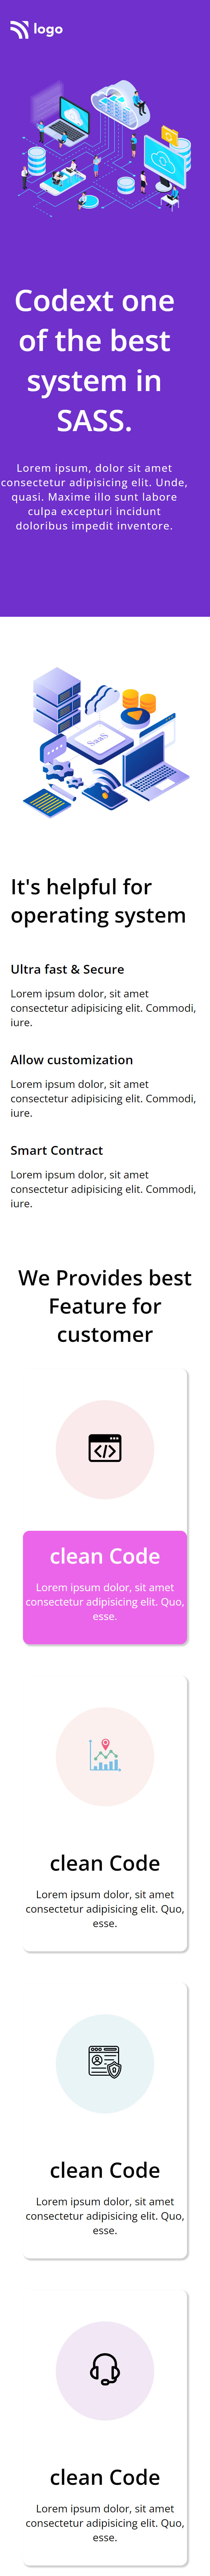 logo
Codext one
of the best
system in
SASS.
Lorem ipsum, dolor sit amet
consectetur adipisicing elit. Unde,
quasi. Maxime illo sunt labore
culpa excepturi incidunt
doloribus impedit inventore.
SaaS
It's helpful for
operating system
Ultra fast & Secure
Lorem ipsum dolor, sit amet
consectetur adipisicing elit. Commodi,
iure.
Allow customization
Lorem ipsum dolor, sit amet
consectetur adipisicing elit. Commodi,
iure.
Smart Contract
Lorem ipsum dolor, sit amet
consectetur adipisicing elit. Commodi,
iure.
We Provides best
Feature for
customer
clean Code
Lorem ipsum dolor, sit amet
consectetur adipisicing elit. Quo,
esse.
clean Code
Lorem ipsum dolor, sit amet
consectetur adipisicing elit. Quo,
esse.
clean Code
Lorem ipsum dolor, sit amet
consectetur adipisicing elit. Quo,
esse.
clean Code
Lorem ipsum dolor, sit amet
consectetur adipisicing elit. Quo,
esse.